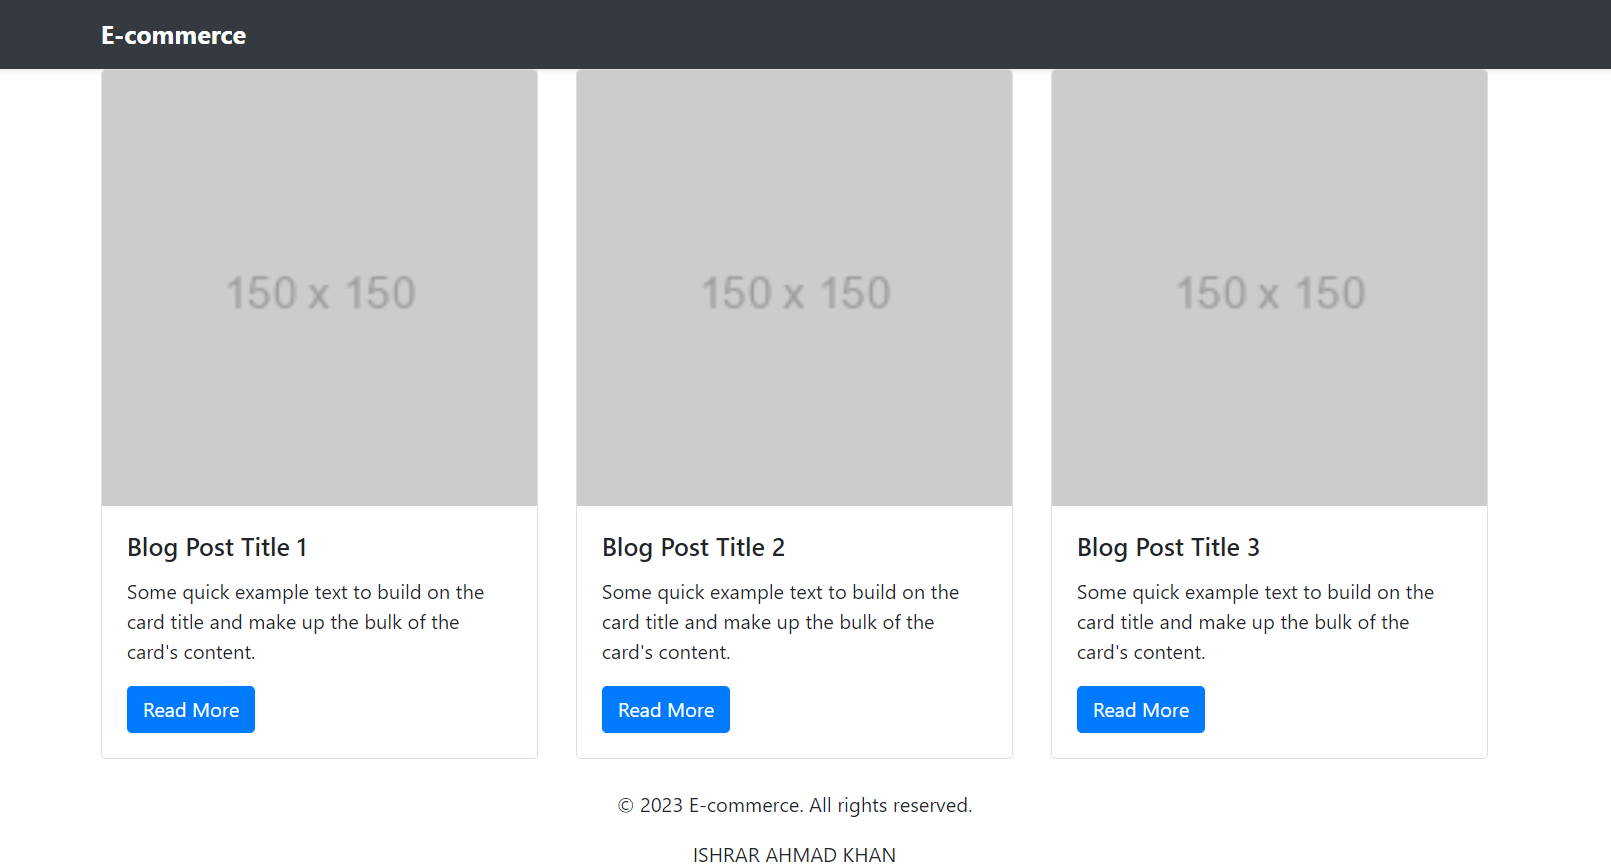 E-commerce
150 x 150
150 x 150
150 x 150
Blog Post Title 1
Some quick example text to build on the
card title and make up the bulk of the
card's content.
Read More
Blog Post Title 2
Some quick example text to build on the
card title and make up the bulk of the
card's content.
Read More
Blog Post Title 3
Some quick example text to build on the
card title and make up the bulk of the
card's content.
Read More
© 2023 E-commerce. All rights reserved.
ISHRAR AHMAD KHAN